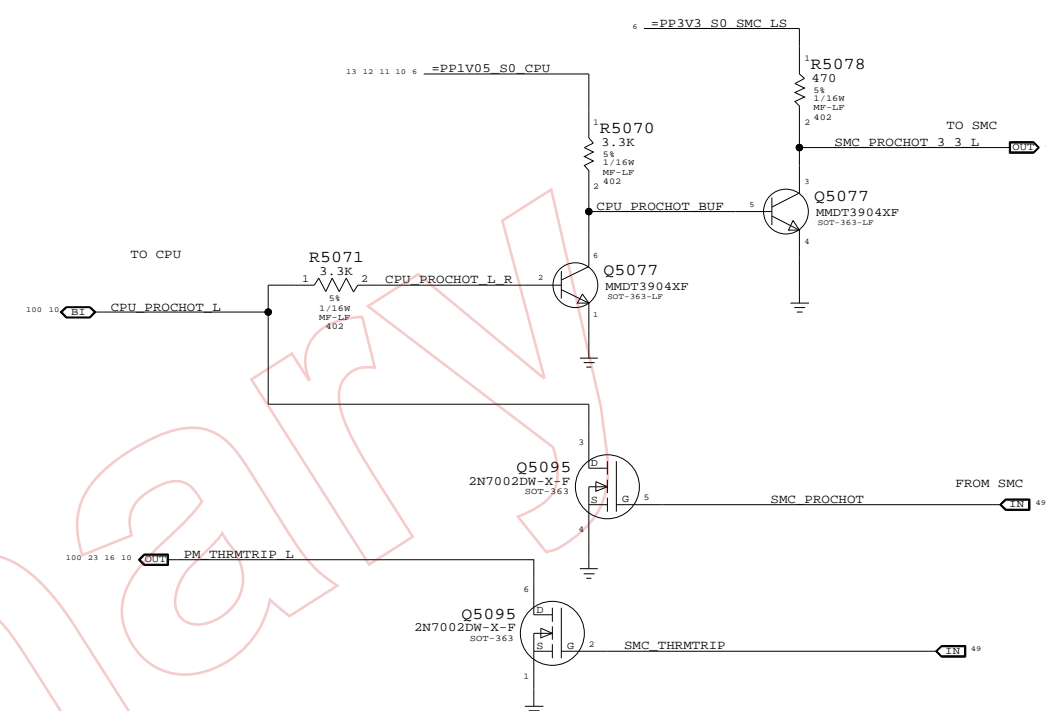 6 =PP3V3_S0_SMC_LS
13 12 11 10 6 =PP1V05_S0_CPU
1
R5078
470
5%
1/16W
MF-LF
402
2
1
R5070
3.3K
5%
1/16W
MF-LF
402
2
TO SMC
SMC_PROCHOT_3_3_L
OUT
3
CPU_PROCHOT_BUF
5
Q5077
MMDT3904XF
SOT-363-LF
4
TO CPU
R5071
3.3K
1
2
5%
1/16W
MF-LF
402
CPU_PROCHOT_L_R
2
6
Q5077
MMDT3904XF
SOT-363-LF
1
100 10 BI CPU_PROCHOT_L
3
Q5095
2N7002DW-X-F
SOT-363
D
S
G
5
4
SMC_PROCHOT
FROM SMC
IN 49
100 23 16 10 OUT PM_THRMTRIP_L
6
Q5095
2N7002DW-X-F
SOT-363
D
S
G
2
1
SMC_THRMTRIP
IN 49
nary